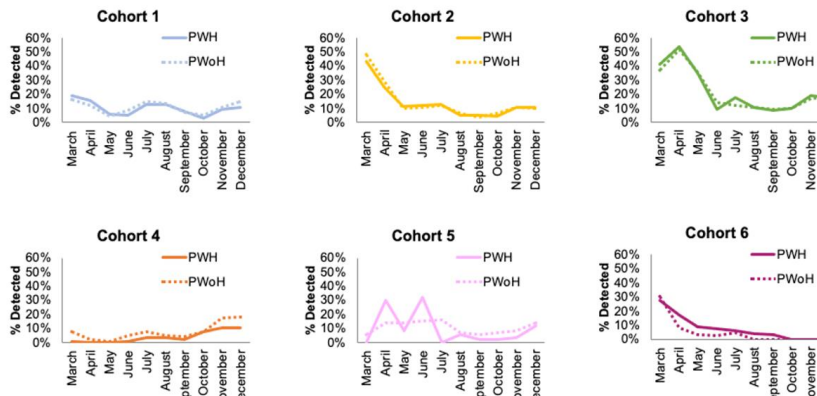 Cohort 1
60%
50%
40%
30%
20%
10%
0%
% Detected
PWH
PWoH
March
April
May
June
July
August
September
October
November
December
Cohort 2
60%
50%
40%
30%
20%
10%
0%
% Detected
PWH
PWoH
March
April
May
June
July
August
September
October
November
December
Cohort 3
60%
50%
40%
30%
20%
10%
0%
% Detected
PWH
PWoH
March
April
May
June
July
August
September
October
November
Cohort 4
60%
50%
40%
30%
20%
10%
0%
% Detected
PWH
PWoH
March
April
May
June
July
August
September
October
November
December
Cohort 5
60%
50%
40%
30%
20%
10%
0%
% Detected
PWH
PWoH
March
April
May
June
July
August
September
October
November
December
Cohort 6
60%
50%
40%
30%
20%
10%
0%
% Detected
PWH
PWoH
March
April
May
June
July
August
September
October
November